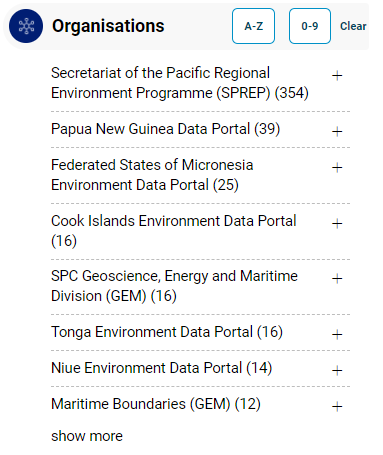 Organisations A-Z 0-9 Clear
Secretariat of the Pacific Regional +
Environment Programme (SPREP) (354)
Papua New Guinea Data Portal (39) +
Federated States of Micronesia +
Environment Data Portal (25)
Cook Islands Environment Data Portal +
(16)
SPC Geoscience, Energy and Maritime +
Division (GEM) (16)
Tonga Environment Data Portal (16) +
Niue Environment Data Portal (14) +
Maritime Boundaries (GEM) (12) +
show more